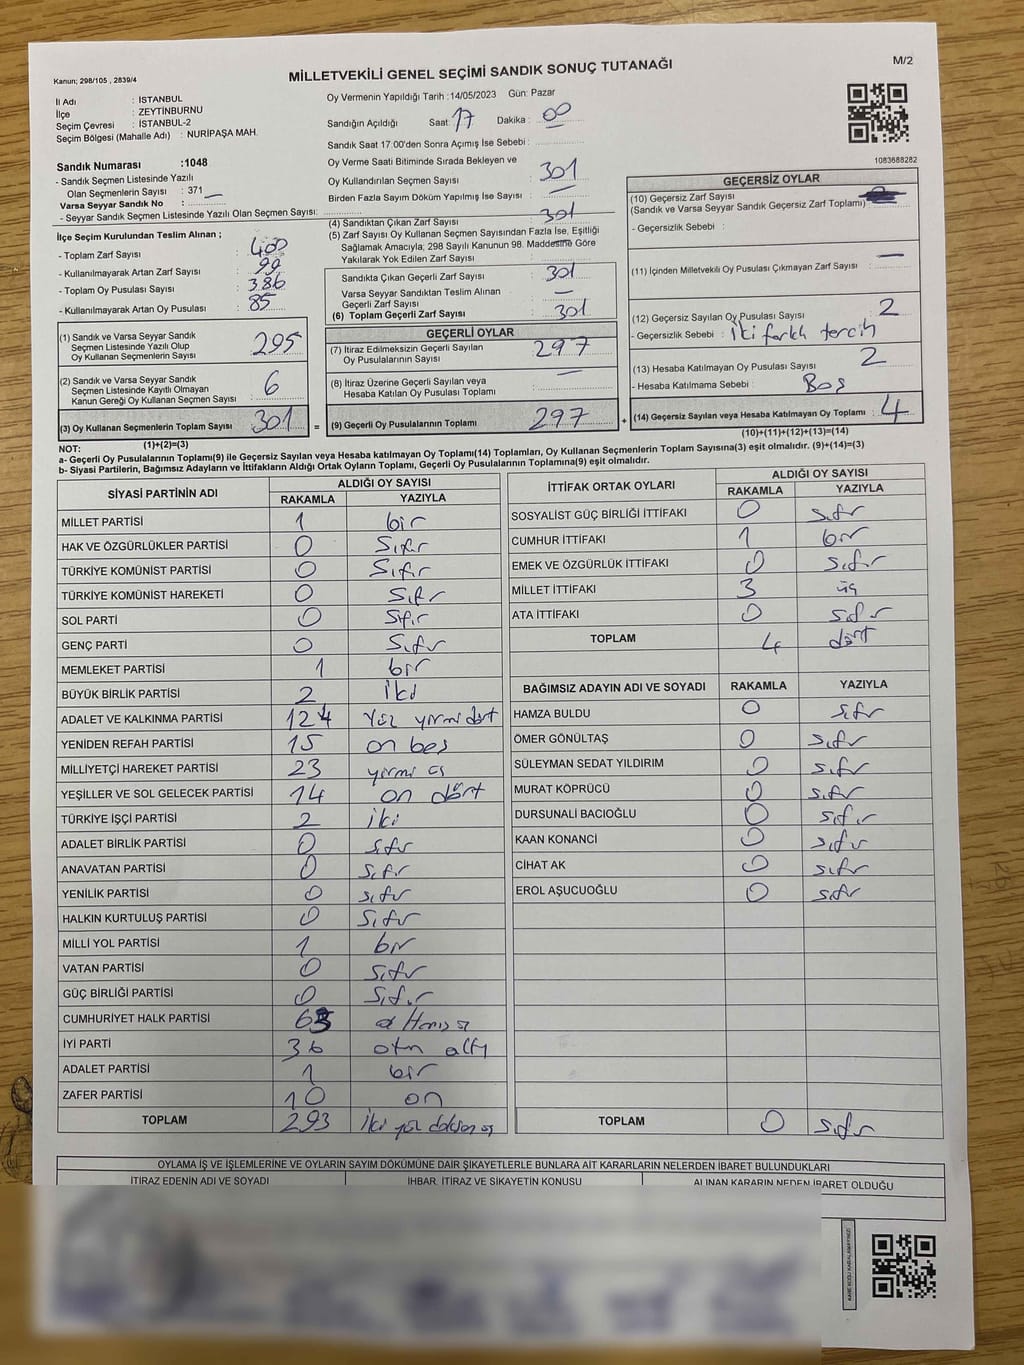 Kanun; 298/105 , 2839/4
MİLLETVEKİLİ GENEL SEÇİMİ SANDIK SONUÇ TUTANAĞI
M/2
İl Adı : İSTANBUL
İlçe : ZEYTİNBURNU
Seçim Çevresi : İSTANBUL-2
Seçim Bölgesi (Mahalle Adı) : NURİPAŞA MAH.
Oy Vermenin Yapıldığı Tarih :14/05/2023 Gün: Pazar
Sandığın Açıldığı Saat: 17 Dakika : 00
Sandık Saat 17:00'den Sonra Açımış İse Sebebi :
1083688282
Sandık Numarası :1048
- Sandık Seçmen Listesinde Yazılı
Olan Seçmenlerin Sayısı : 371
Varsa Seyyar Sandık No :
- Seyyar Sandık Seçmen Listesinde Yazılı Olan Seçmen Sayısı:
Oy Verme Saati Bitiminde Sırada Bekleyen ve
Oy Kullandırılan Seçmen Sayısı : 301
Birden Fazla Sayım Döküm Yapılmış İse Sayısı : —
İlçe Seçim Kurulundan Teslim Alınan ;
- Toplam Zarf Sayısı : 400
- Kullanılmayarak Artan Zarf Sayısı : 99
- Toplam Oy Pusulası Sayısı : 386
- Kullanılmayarak Artan Oy Pusulası : 85
(4) Sandıktan Çıkan Zarf Sayısı : 301
(5) Zarf Sayısı Oy Kullanan Seçmen Sayısından Fazla İse, Eşitliği
Sağlamak Amacıyla; 298 Sayılı Kanunun 98. Maddesine Göre
Yakılarak Yok Edilen Zarf Sayısı : —
Sandıkta Çıkan Geçerli Zarf Sayısı : 301
Varsa Seyyar Sandıktan Teslim Alınan
Geçerli Zarf Sayısı : —
(6) Toplam Geçerli Zarf Sayısı : 301
GEÇERSİZ OYLAR
(10) Geçersiz Zarf Sayısı
(Sandık ve Varsa Seyyar Sandık Geçersiz Zarf Toplamı) :
- Geçersizlik Sebebi :
(11) İçinden Milletvekili Oy Pusulası Çıkmayan Zarf Sayısı : —
(12) Geçersiz Sayılan Oy Pusulası Sayısı : 2
- Geçersizlik Sebebi : İki farklı tercih
(13) Hesaba Katılmayan Oy Pusulası Sayısı : 2
- Hesaba Katılmama Sebebi : Boş
(14) Geçersiz Sayılan veya Hesaba Katılmayan Oy Toplamı : 4
(10)+(11)+(12)+(13)=(14)
(1) Sandık ve Varsa Seyyar Sandık
Seçmen Listesinde Yazılı Olup
Oy Kullanan Seçmenlerin Sayısı : 295
(2) Sandık ve Varsa Seyyar Sandık
Seçmen Listesinde Kayıtlı Olmayan
Kanun Gereği Oy Kullanan Seçmen Sayısı : 6
(3) Oy Kullanan Seçmenlerin Toplam Sayısı : 301
(1)+(2)=(3)
=
GEÇERLİ OYLAR
(7) İtiraz Edilmeksizin Geçerli Sayılan
Oy Pusulalarının Sayısı : 297
(8) İtiraz Üzerine Geçerli Sayılan veya
Hesaba Katılan Oy Pusulası Toplamı : —
(9) Geçerli Oy Pusulalarının Toplamı : 297
+
NOT:
a- Geçerli Oy Pusulasının Toplamı(9) ile Geçersiz Sayılan veya Hesaba katılmayan Oy Toplamı(14) Toplamları, Oy Kullanan Seçmenlerin Toplam Sayısına(3) eşit olmalıdır. (9)+(14)=(3)
b- Siyasi Partilerin, Bağımsız Adayların ve İttifakların Aldığı Ortak Oyların Toplamı, Geçerli Oy Pusulalarının Toplamına(9) eşit olmalıdır.
SİYASİ PARTİNİN ADI ALDIĞI OY SAYISI
RAKAMLA YAZIYLA
MİLLET PARTİSİ 1 bir
HAK VE ÖZGÜRLÜKLER PARTİSİ 0 Sıfır
TÜRKİYE KOMÜNİST PARTİSİ 0 Sıfır
TÜRKİYE KOMÜNİST HAREKETİ 0 Sıfır
SOL PARTİ 0 Sıfır
GENÇ PARTİ 0 Sıfır
MEMLEKET PARTİSİ 1 bir
BÜYÜK BİRLİK PARTİSİ 2 iki
ADALET VE KALKINMA PARTİSİ 124 Yüz yirmi dört
YENİDEN REFAH PARTİSİ 15 on beş
MİLLİYETÇİ HAREKET PARTİSİ 23 yirmi üç
YEŞİLLER VE SOL GELECEK PARTİSİ 14 on dört
TÜRKİYE İŞÇİ PARTİSİ 2 iki
ADALET BİRLİK PARTİSİ 0 sıfır
ANAVATAN PARTİSİ 0 sıfır
YENİLİK PARTİSİ 0 sıfır
HALKIN KURTULUŞ PARTİSİ 0 sıfır
MİLLİ YOL PARTİSİ 1 bir
VATAN PARTİSİ 0 sıfır
GÜÇ BİRLİĞİ PARTİSİ 0 sıfır
CUMHURİYET HALK PARTİSİ 63 altmış üç
İYİ PARTİ 36 otuz altı
ADALET PARTİSİ 1 bir
ZAFER PARTİSİ 10 on
TOPLAM 293 İki yüz doksan üç
İTTİFAK ORTAK OYLARI ALDIĞI OY SAYISI
RAKAMLA YAZIYLA
SOSYALİST GÜÇ BİRLİĞİ İTTİFAKI 0 sıfır
CUMHUR İTTİFAKI 1 bir
EMEK VE ÖZGÜRLÜK İTTİFAKI 0 sıfır
MİLLET İTTİFAKI 3 üç
ATA İTTİFAKI 0 sıfır
TOPLAM 4 dört
BAĞIMSIZ ADAYIN ADI VE SOYADI RAKAMLA YAZIYLA
HAMZA BULDU 0 sıfır
ÖMER GÖNÜLTAŞ 0 sıfır
SÜLEYMAN SEDAT YILDIRIM 0 sıfır
MURAT KÖPRÜCÜ 0 sıfır
DURSUNALİ BACIOĞLU 0 sıfır
KAAN KONANCİ 0 sıfır
CİHAT AK 0 sıfır
EROL AŞUCUOĞLU 0 sıfır
TOPLAM 0 sıfır
OYLAMA İŞ VE İŞLEMLERİNE VE OYLARIN SAYIM DÖKÜMÜNE DAİR ŞİKAYETLERLE BUNLARA AİT KARARLARIN NELERDEN İBARET BULUNDUKLARI
İTİRAZ EDENİN ADI VE SOYADI İHBAR, İTİRAZ VE ŞİKAYETİN KONUSU ALINAN KARARIN NEDEN İBARET OLDUĞU